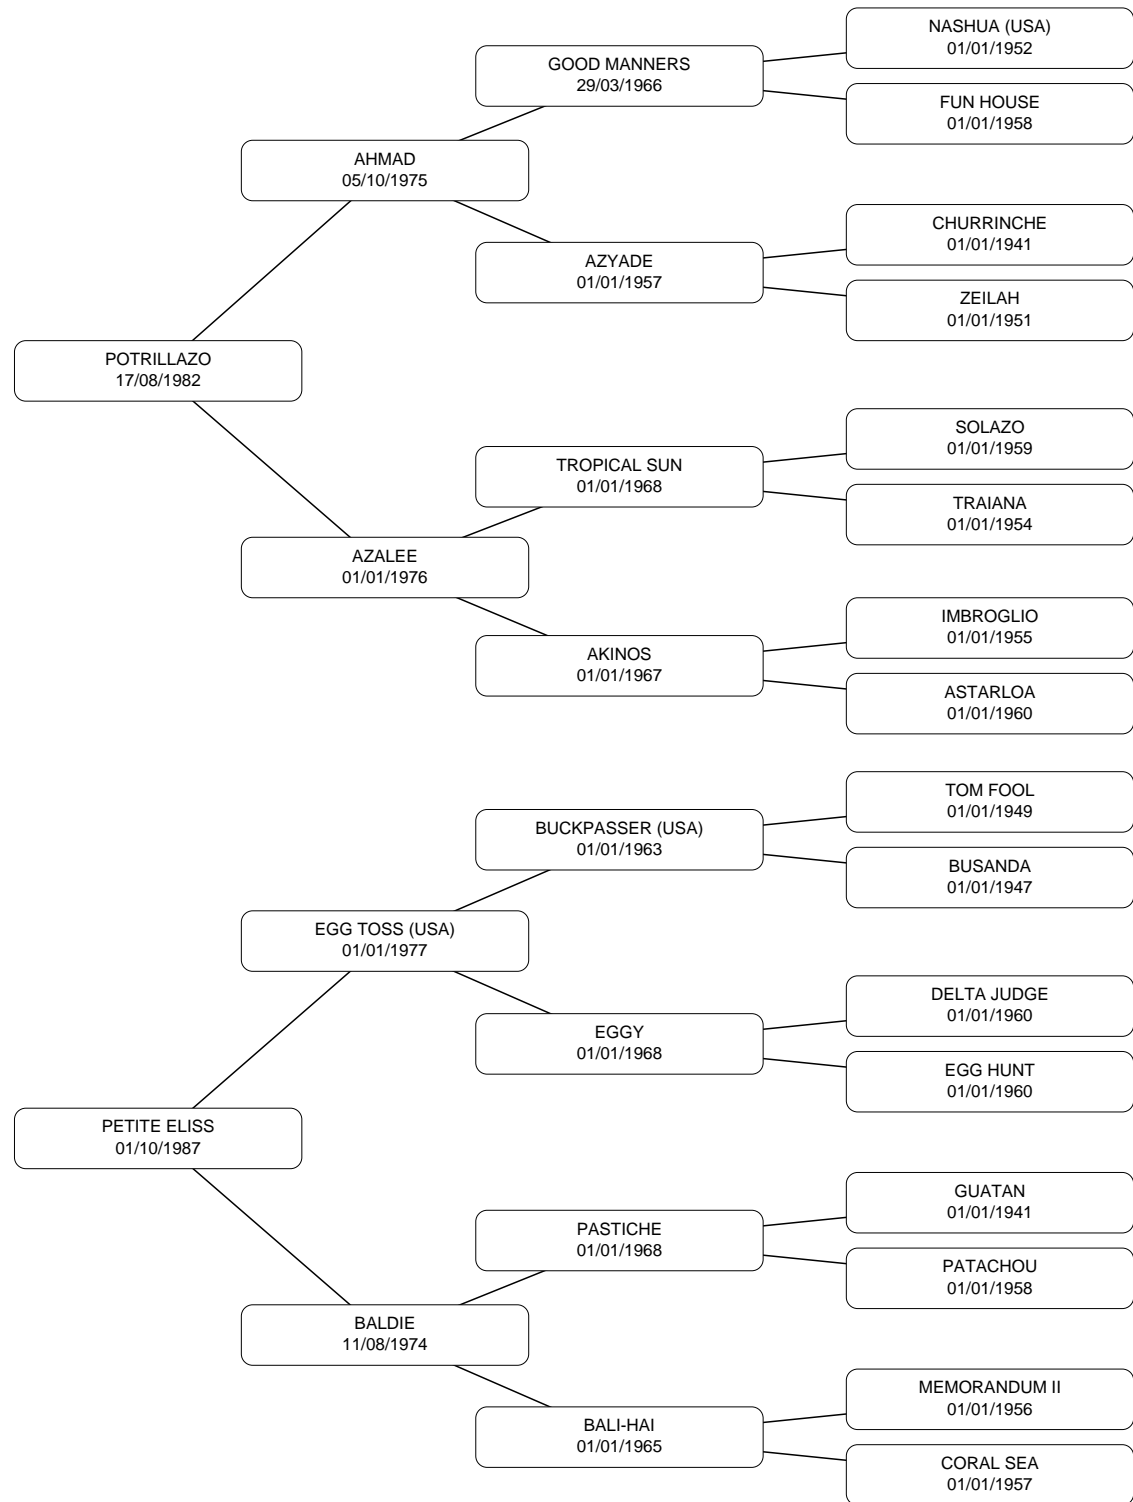 NASHUA (USA)
01/01/1952
GOOD MANNERS
29/03/1966
FUN HOUSE
01/01/1958
AHMAD
05/10/1975
CHURRINCHE
01/01/1941
AZYADE
01/01/1957
ZEILAH
01/01/1951
POTRILLAZO
17/08/1982
SOLAZO
01/01/1959
TROPICAL SUN
01/01/1968
TRAIANA
01/01/1954
AZALEE
01/01/1976
IMBROGLIO
01/01/1955
AKINOS
01/01/1967
ASTARLOA
01/01/1960
TOM FOOL
01/01/1949
BUCKPASSER (USA)
01/01/1963
BUSANDA
01/01/1947
EGG TOSS (USA)
01/01/1977
DELTA JUDGE
01/01/1960
EGGY
01/01/1968
EGG HUNT
01/01/1960
PETITE ELISS
01/10/1987
GUATAN
01/01/1941
PASTICHE
01/01/1968
PATACHOU
01/01/1958
BALDIE
11/08/1974
MEMORANDUM II
01/01/1956
BALI-HAI
01/01/1965
CORAL SEA
01/01/1957